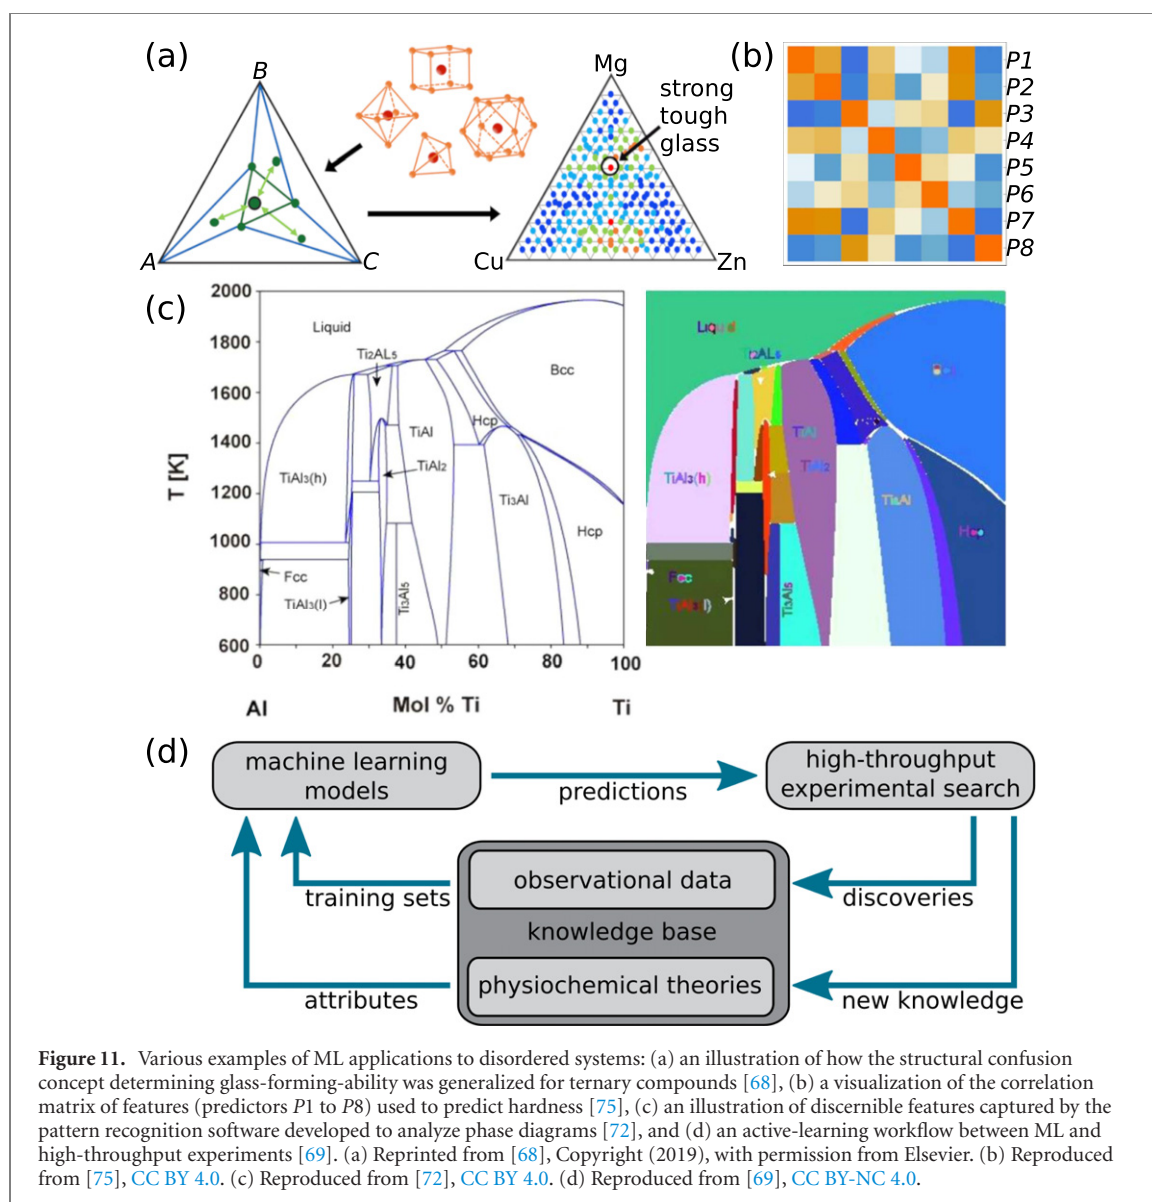 (a)
B
A
C
Mg
strong
tough
glass
Cu
Zn
(b)
P1
P2
P3
P4
P5
P6
P7
P8
(c)
T [K]
2000
1800
1600
1400
1200
1000
800
600
0
20
40
60
80
100
Al
Mol % Ti
Ti
Liquid
Ti2AL5
Bcc
Hcp
TiAl
TiAl2
TiAl3(h)
Ti3Al
Hcp
Fcc
TiAl3(l)
Ti3Al5
Liquid
Ti2AL5
TiAl
TiAl2
TiAl3(h)
Ti3Al
Hcp
Fcc
TiAl3(l)
Ti3Al5
(d)
machine learning
models
predictions
high-throughput
experimental search
observational data
training sets
discoveries
knowledge base
physiochemical theories
attributes
new knowledge
Figure 11. Various examples of ML applications to disordered systems: (a) an illustration of how the structural confusion
concept determining glass-forming-ability was generalized for ternary compounds [68], (b) a visualization of the correlation
matrix of features (predictors P1 to P8) used to predict hardness [75], (c) an illustration of discernible features captured by the
pattern recognition software developed to analyze phase diagrams [72], and (d) an active-learning workflow between ML and
high-throughput experiments [69]. (a) Reprinted from [68], Copyright (2019), with permission from Elsevier. (b) Reproduced
from [75], CC BY 4.0. (c) Reproduced from [72], CC BY 4.0. (d) Reproduced from [69], CC BY-NC 4.0.